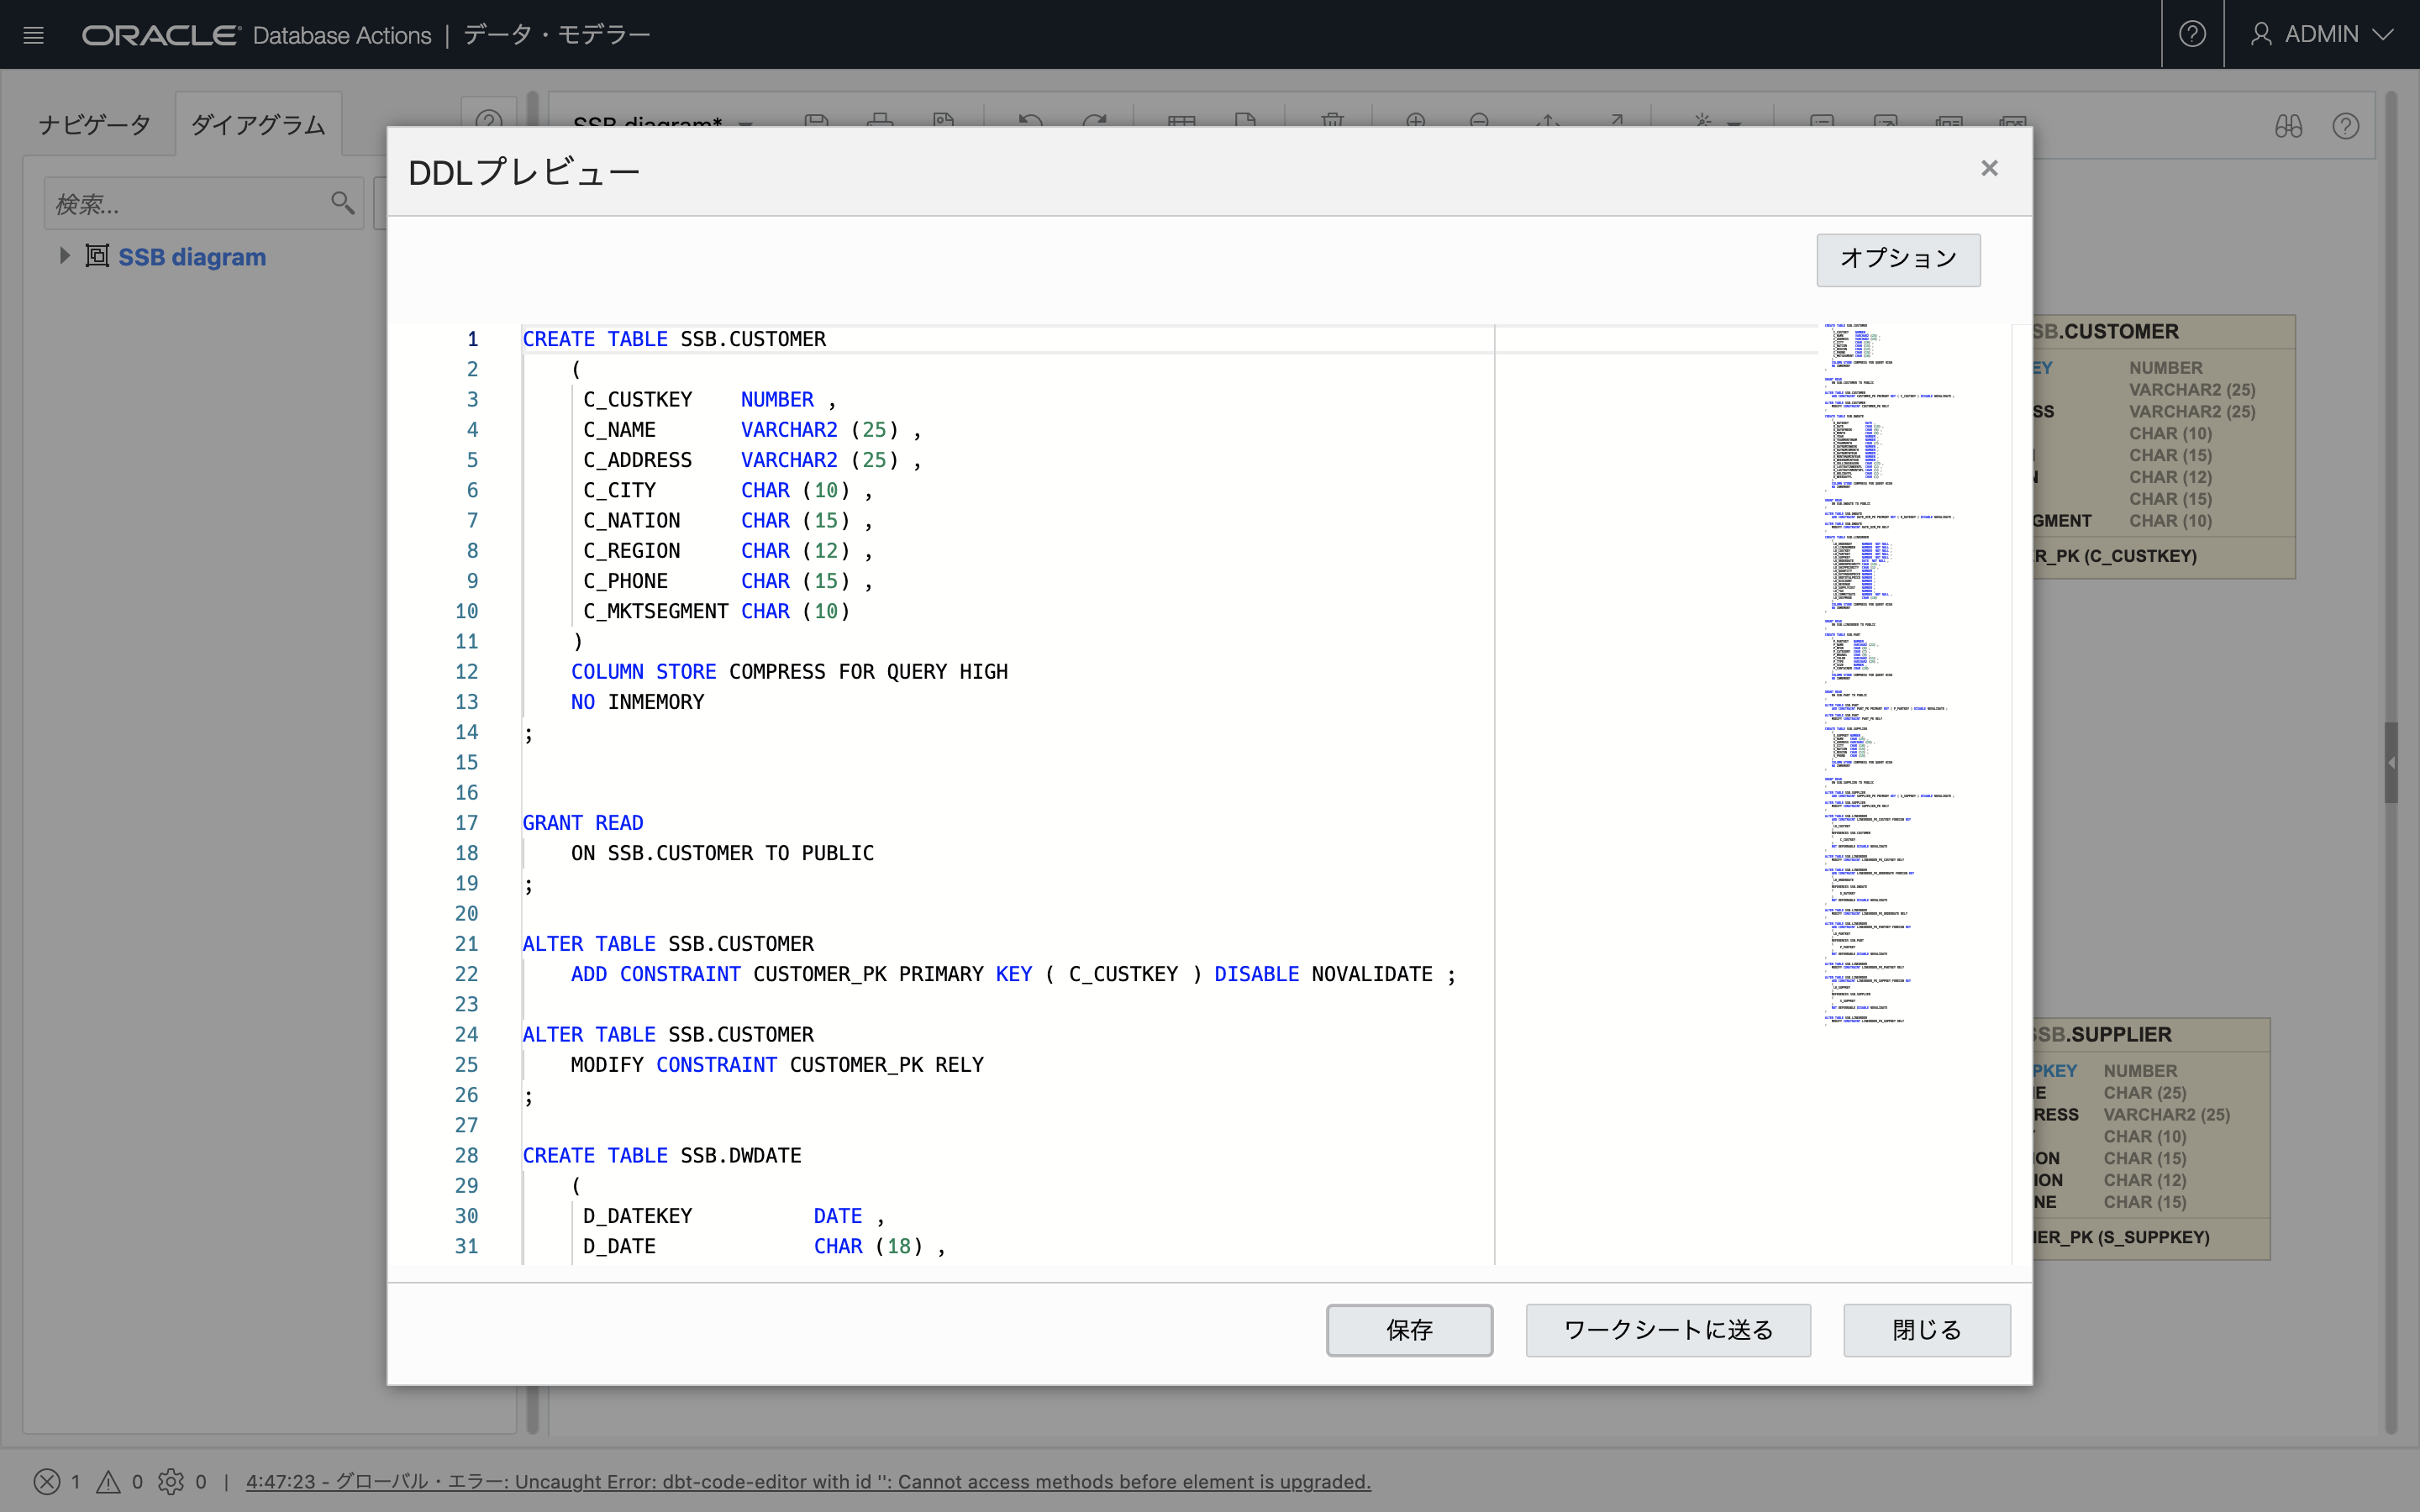 ORACLE Database Actions | データ・モデラー
ADMIN
ナビゲータ
ダイアグラム
SSB diagram*
検索...
SSB diagram
DDLプレビュー
オプション
1 CREATE TABLE SSB.CUSTOMER
2 (
3 C_CUSTKEY NUMBER ,
4 C_NAME VARCHAR2 (25) ,
5 C_ADDRESS VARCHAR2 (25) ,
6 C_CITY CHAR (10) ,
7 C_NATION CHAR (15) ,
8 C_REGION CHAR (12) ,
9 C_PHONE CHAR (15) ,
10 C_MKTSEGMENT CHAR (10)
11 )
12 COLUMN STORE COMPRESS FOR QUERY HIGH
13 NO INMEMORY
14 ;
15
16
17 GRANT READ
18 ON SSB.CUSTOMER TO PUBLIC
19 ;
20
21 ALTER TABLE SSB.CUSTOMER
22 ADD CONSTRAINT CUSTOMER_PK PRIMARY KEY ( C_CUSTKEY ) DISABLE NOVALIDATE ;
23
24 ALTER TABLE SSB.CUSTOMER
25 MODIFY CONSTRAINT CUSTOMER_PK RELY
26 ;
27
28 CREATE TABLE SSB.DWDATE
29 (
30 D_DATEKEY DATE ,
31 D_DATE CHAR (18) ,
保存
ワークシートに送る
閉じる
SB.CUSTOMER
EY NUMBER
VARCHAR2 (25)
SS VARCHAR2 (25)
CHAR (10)
CHAR (15)
N CHAR (12)
CHAR (15)
GMENT CHAR (10)
R_PK (C_CUSTKEY)
SSB.SUPPLIER
PKEY NUMBER
IE CHAR (25)
RESS VARCHAR2 (25)
CHAR (10)
ON CHAR (15)
ION CHAR (12)
NE CHAR (15)
IER_PK (S_SUPPKEY)
1 0 0 | 4:47:23 - グローバル・エラー: Uncaught Error: dbt-code-editor with id '': Cannot access methods before element is upgraded.